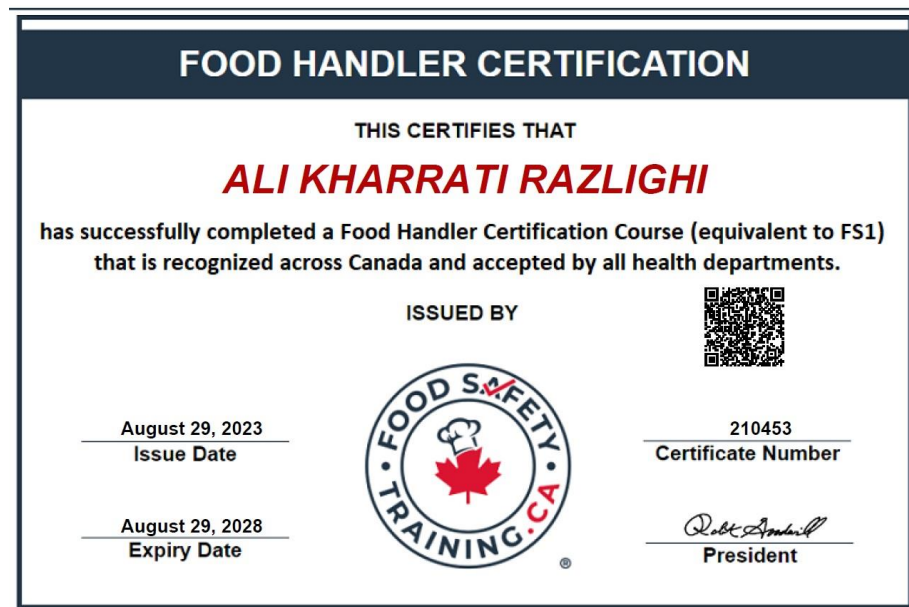 FOOD HANDLER CERTIFICATION
THIS CERTIFIES THAT
ALI KHARRATI RAZLIGHI
has successfully completed a Food Handler Certification Course (equivalent to FS1)
that is recognized across Canada and accepted by all health departments.
ISSUED BY
FOOD SAFETY
TRAINING.CA
®
August 29, 2023
Issue Date
210453
Certificate Number
August 29, 2028
Expiry Date
President